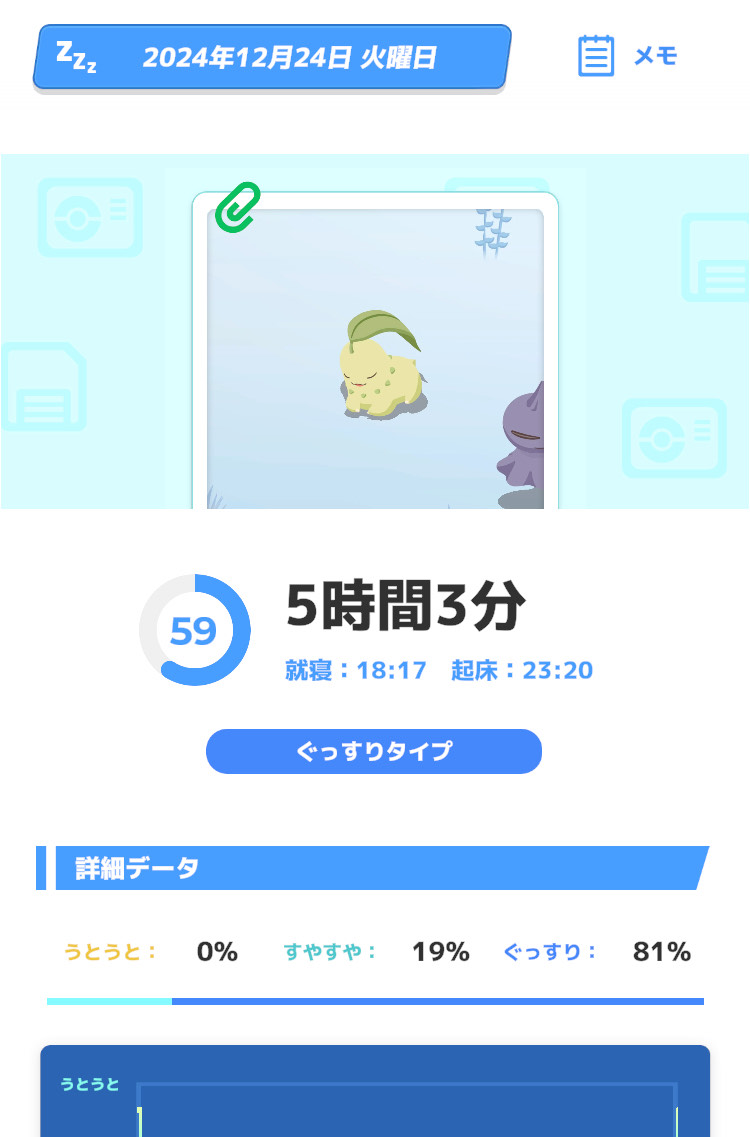 zzz 2024年12月24日 火曜日 メモ
59
5時間3分
就寝：18:17 起床：23:20
ぐっすりタイプ
詳細データ
うとうと： 0% すやすや： 19% ぐっすり： 81%
うとうと